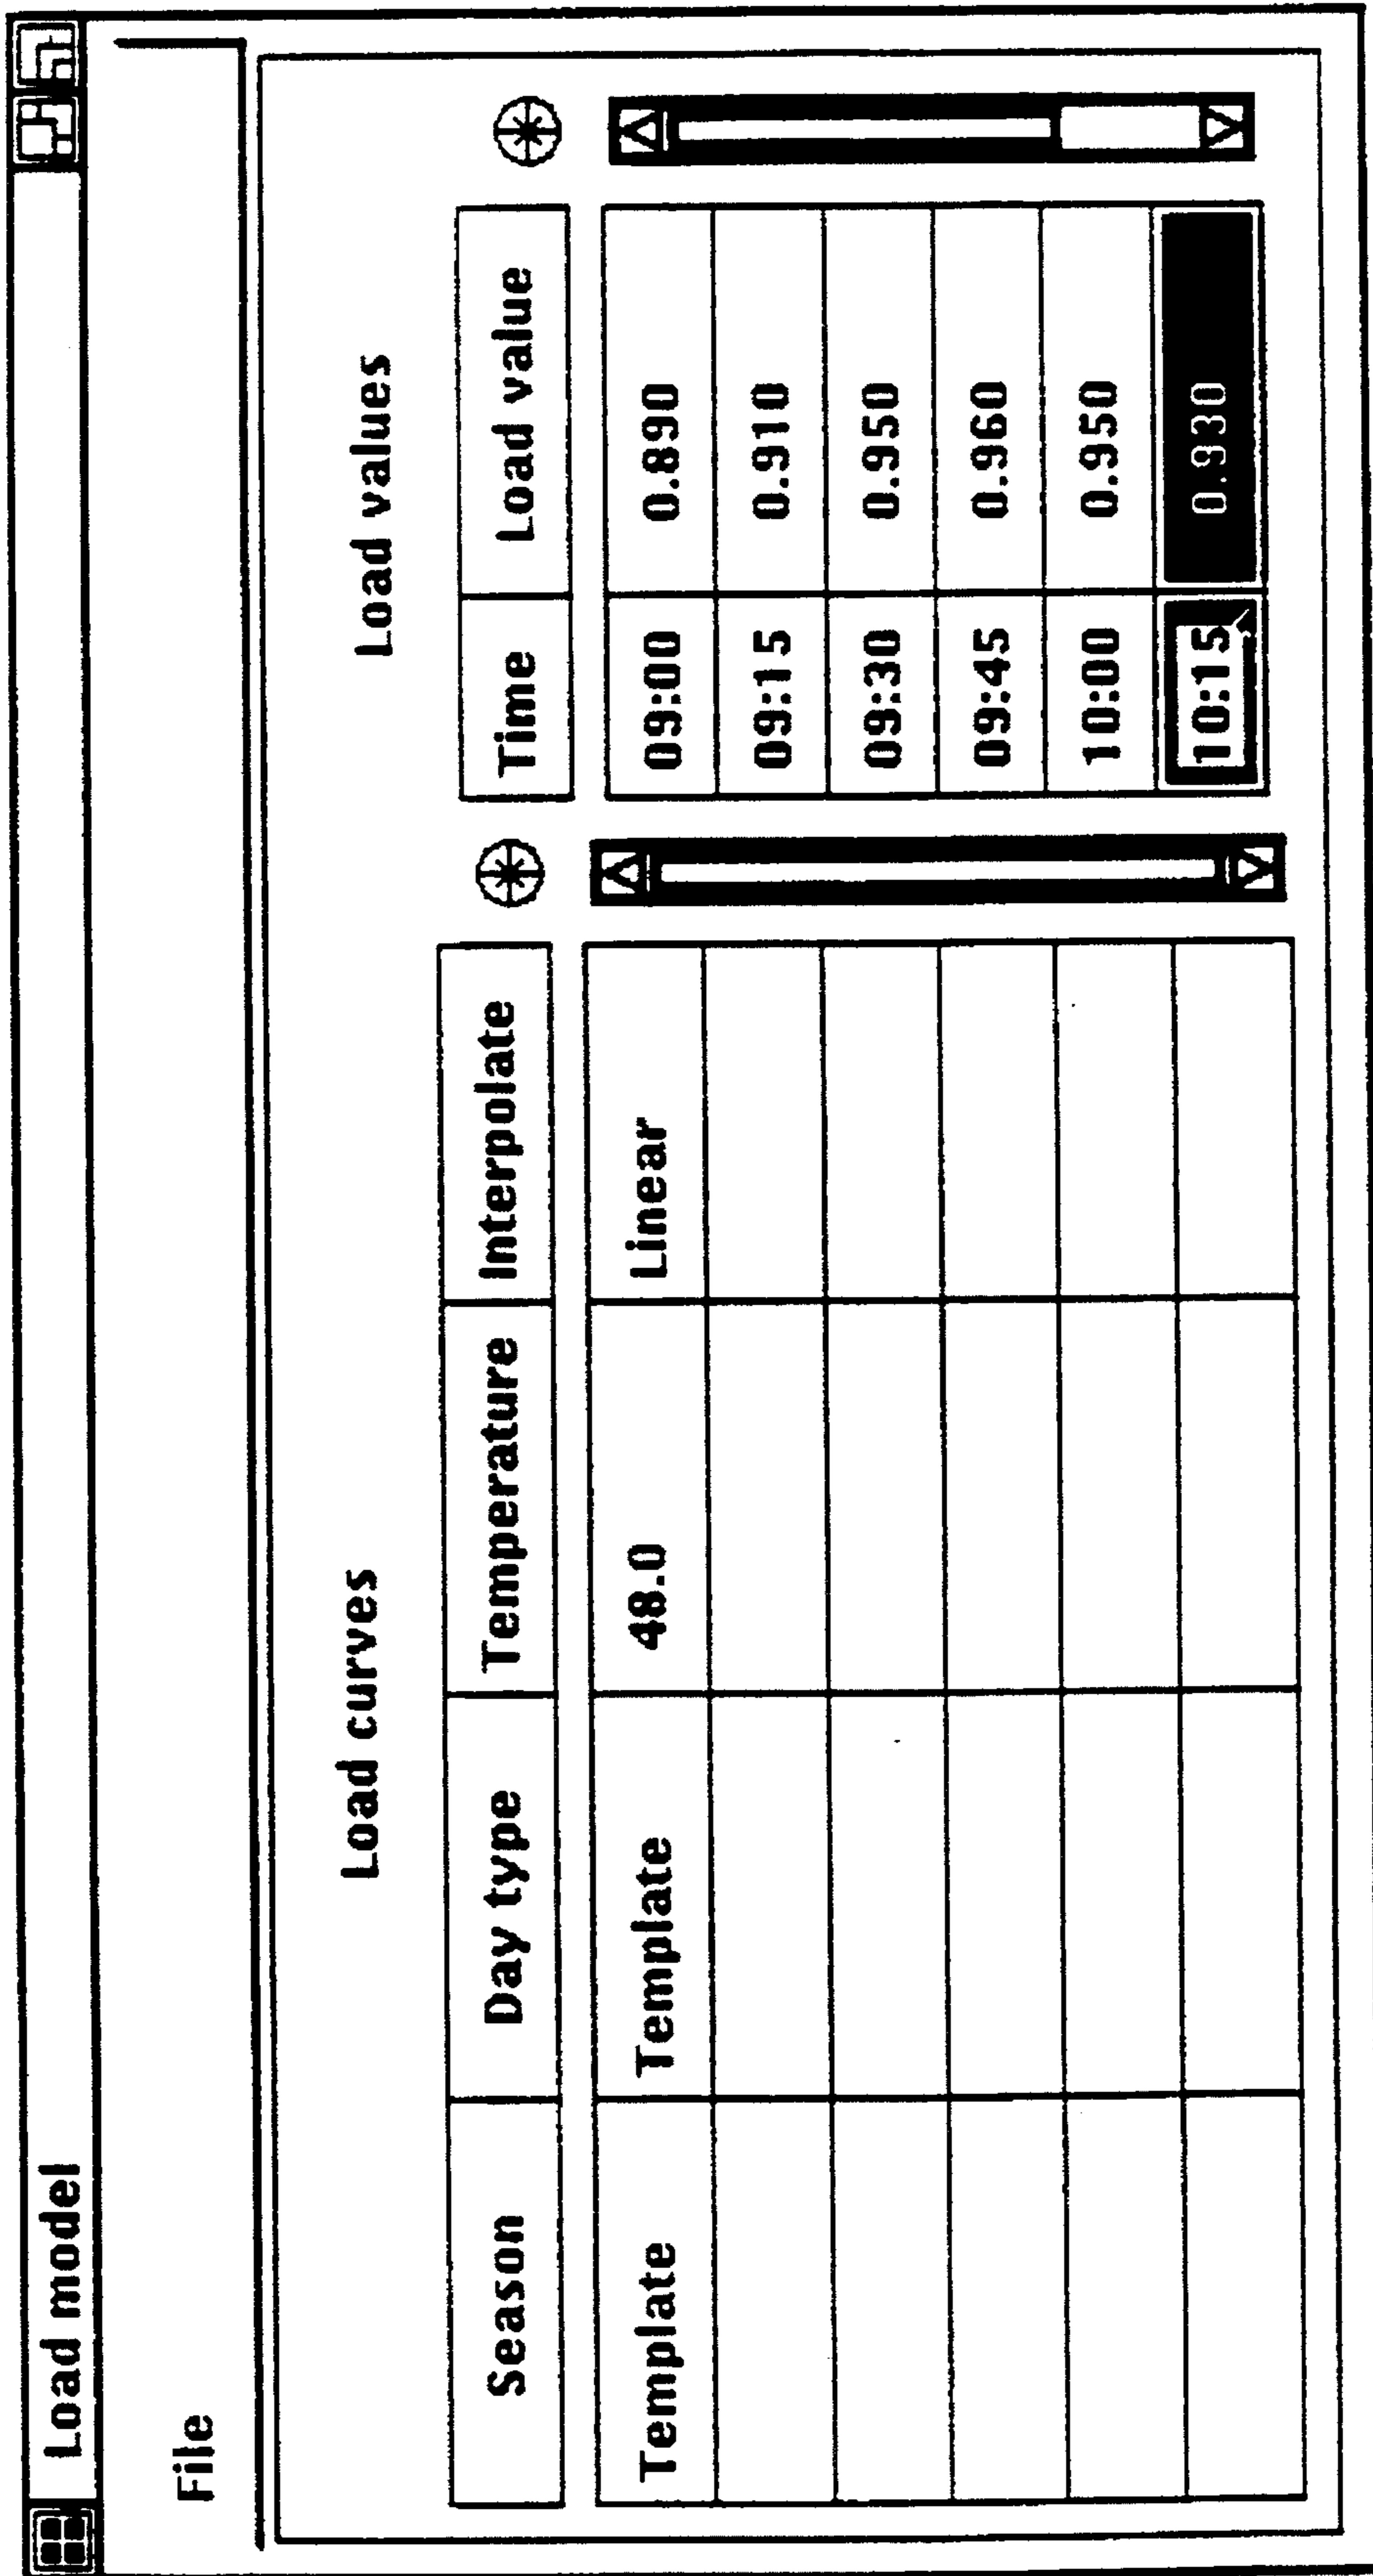 Load model
File
Load curves
Season Day type Temperature Interpolate
Template Template 48.0 Linear
Load values
Time Load value
09:00 0.890
09:15 0.910
09:30 0.950
09:45 0.960
10:00 0.950
10:15 0.930